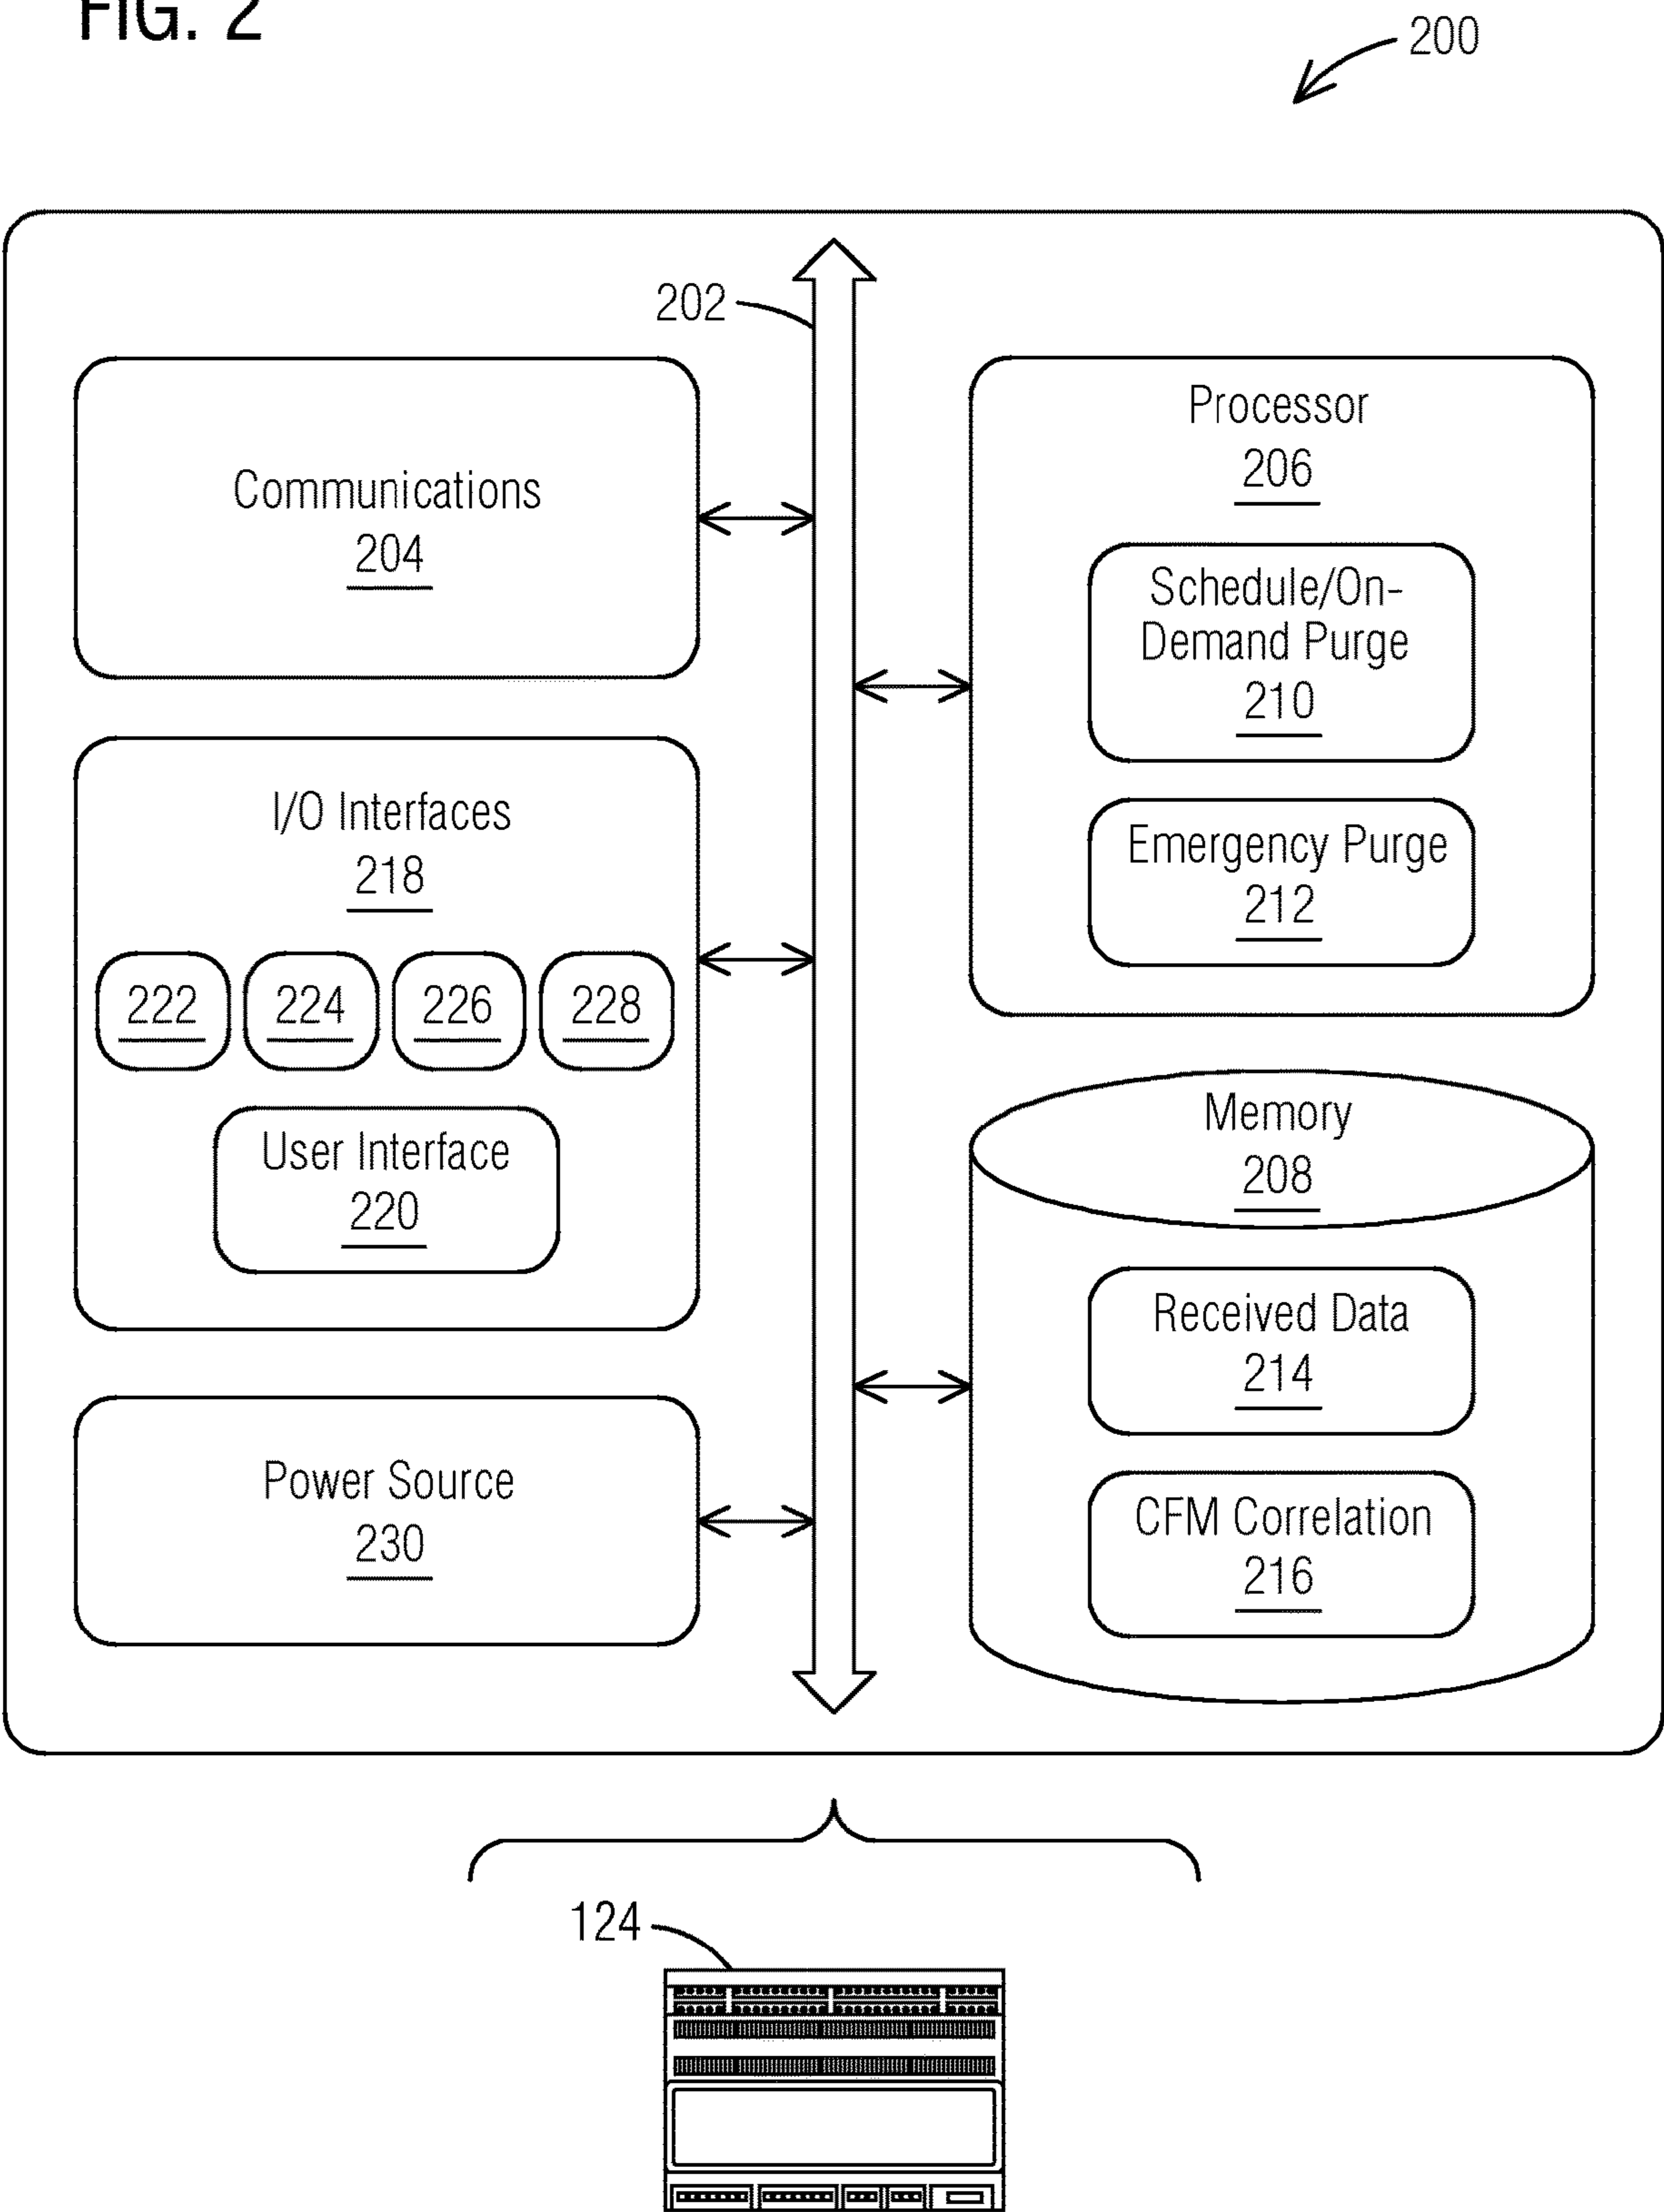 FIG. 2
200
202
Communications
204
I/O Interfaces
218
222 224 226 228
User Interface
220
Power Source
230
Processor
206
Schedule/On-
Demand Purge
210
Emergency Purge
212
Memory
208
Received Data
214
CFM Correlation
216
124